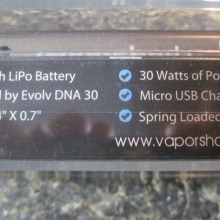 h LiPo Battery 30 Watts of Po
d by Evolv DNA 30 Micro USB Cha
" X 0.7" Spring Loaded
www.vaporsho